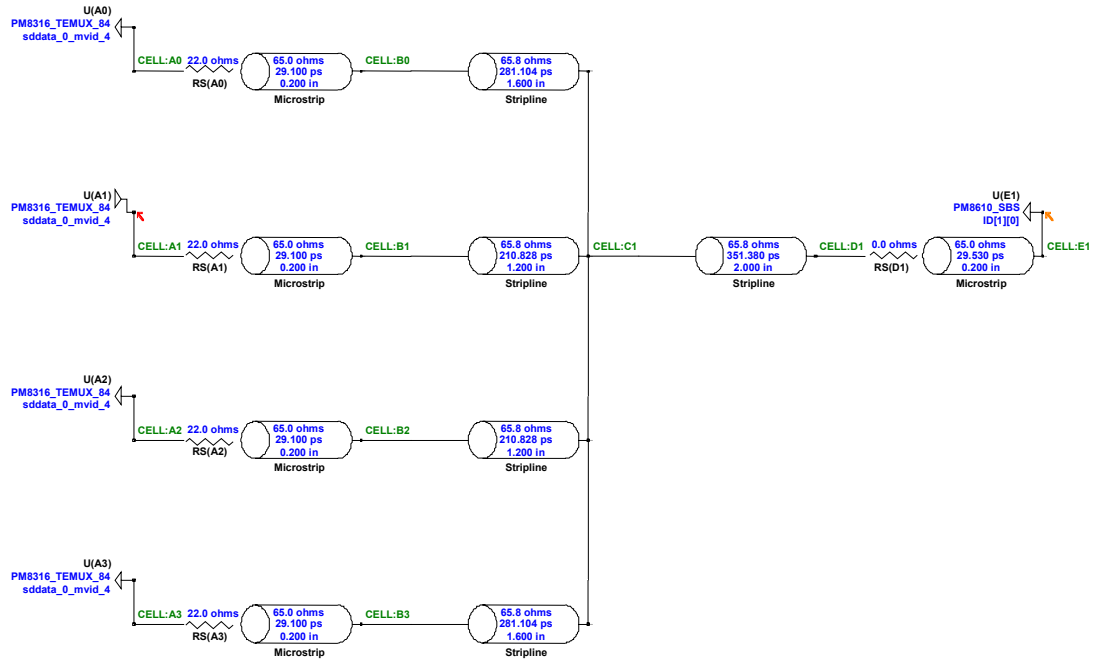 U(A0)
PM8316_TEMUX_84
sddata_0_mvid_4
CELL:A0 22.0 ohms
RS(A0)
65.0 ohms
29.100 ps
0.200 in
Microstrip
CELL:B0
65.8 ohms
281.104 ps
1.600 in
Stripline
U(A1)
PM8316_TEMUX_84
sddata_0_mvid_4
CELL:A1 22.0 ohms
RS(A1)
65.0 ohms
29.100 ps
0.200 in
Microstrip
CELL:B1
65.8 ohms
210.828 ps
1.200 in
Stripline
CELL:C1
65.8 ohms
351.380 ps
2.000 in
Stripline
CELL:D1 0.0 ohms
RS(D1)
65.0 ohms
29.530 ps
0.200 in
Microstrip
U(E1)
PM8610_SBS
ID[1][0]
CELL:E1
U(A2)
PM8316_TEMUX_84
sddata_0_mvid_4
CELL:A2 22.0 ohms
RS(A2)
65.0 ohms
29.100 ps
0.200 in
Microstrip
CELL:B2
65.8 ohms
210.828 ps
1.200 in
Stripline
U(A3)
PM8316_TEMUX_84
sddata_0_mvid_4
CELL:A3 22.0 ohms
RS(A3)
65.0 ohms
29.100 ps
0.200 in
Microstrip
CELL:B3
65.8 ohms
281.104 ps
1.600 in
Stripline